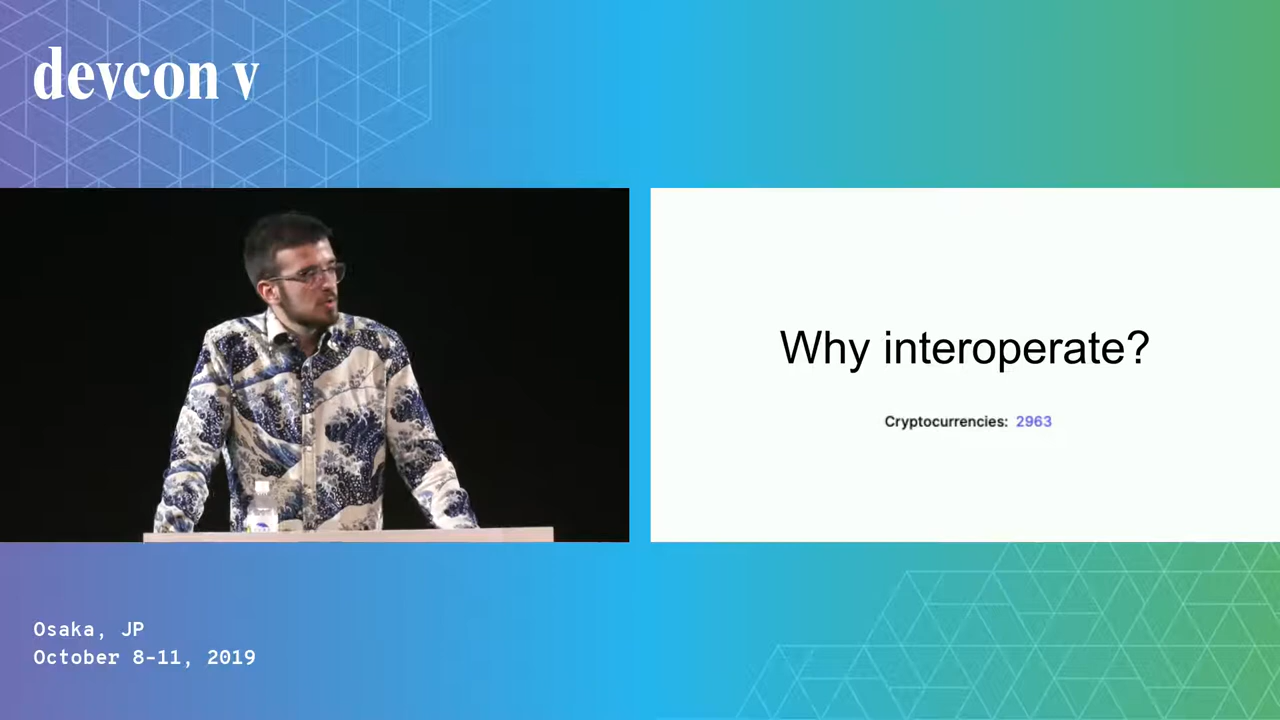 devcon v
Why interoperate?
Cryptocurrencies: 2963
Osaka, JP
October 8-11, 2019